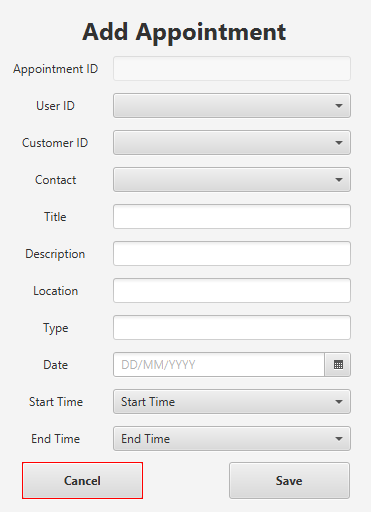 Add Appointment
Appointment ID
User ID
Customer ID
Contact
Title
Description
Location
Type
Date DD/MM/YYYY
Start Time Start Time
End Time End Time
Cancel Save